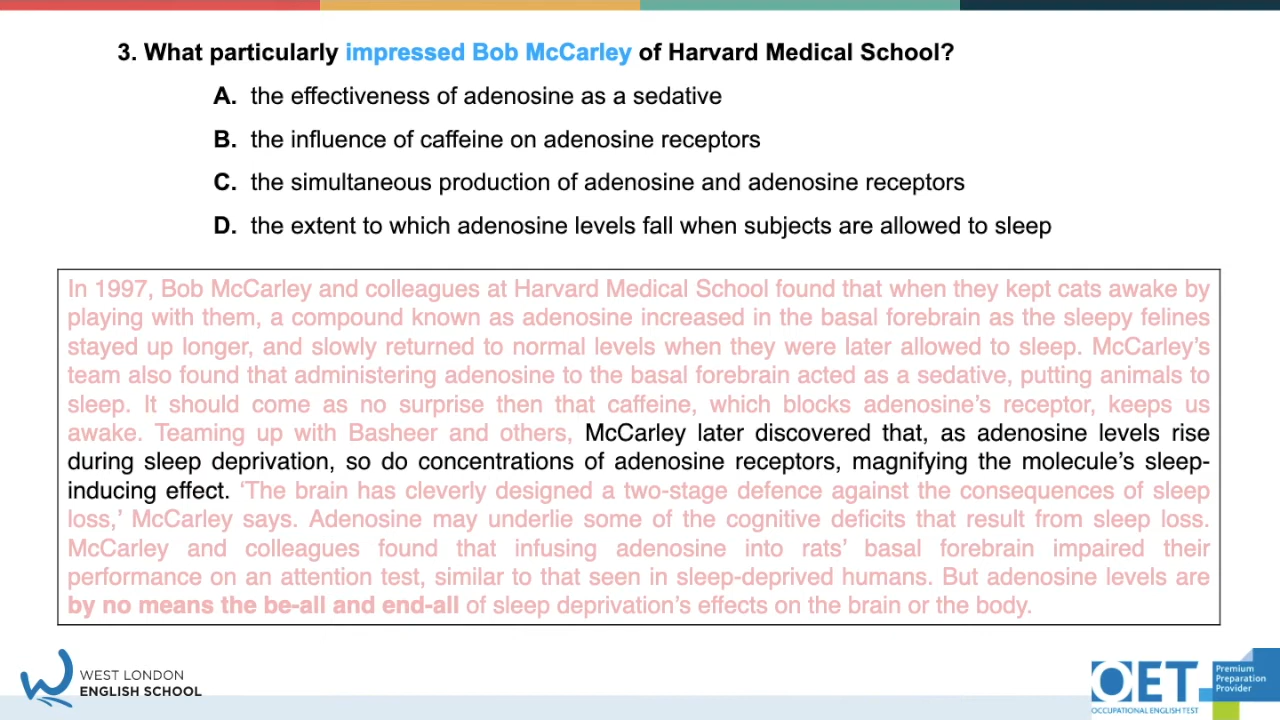 3. What particularly impressed Bob McCarley of Harvard Medical School?
A. the effectiveness of adenosine as a sedative
B. the influence of caffeine on adenosine receptors
C. the simultaneous production of adenosine and adenosine receptors
D. the extent to which adenosine levels fall when subjects are allowed to sleep
In 1997, Bob McCarley and colleagues at Harvard Medical School found that when they kept cats awake by
playing with them, a compound known as adenosine increased in the basal forebrain as the sleepy felines
stayed up longer, and slowly returned to normal levels when they were later allowed to sleep. McCarley’s
team also found that administering adenosine to the basal forebrain acted as a sedative, putting animals to
sleep. It should come as no surprise then that caffeine, which blocks adenosine’s receptor, keeps us
awake. Teaming up with Basheer and others, McCarley later discovered that, as adenosine levels rise
during sleep deprivation, so do concentrations of adenosine receptors, magnifying the molecule’s sleep-
inducing effect. ‘The brain has cleverly designed a two-stage defence against the consequences of sleep
loss,’ McCarley says. Adenosine may underlie some of the cognitive deficits that result from sleep loss.
McCarley and colleagues found that infusing adenosine into rats’ basal forebrain impaired their
performance on an attention test, similar to that seen in sleep-deprived humans. But adenosine levels are
by no means the be-all and end-all of sleep deprivation’s effects on the brain or the body.
WEST LONDON
ENGLISH SCHOOL
OET
OCCUPATIONAL ENGLISH TEST
Premium
Preparation
Provider